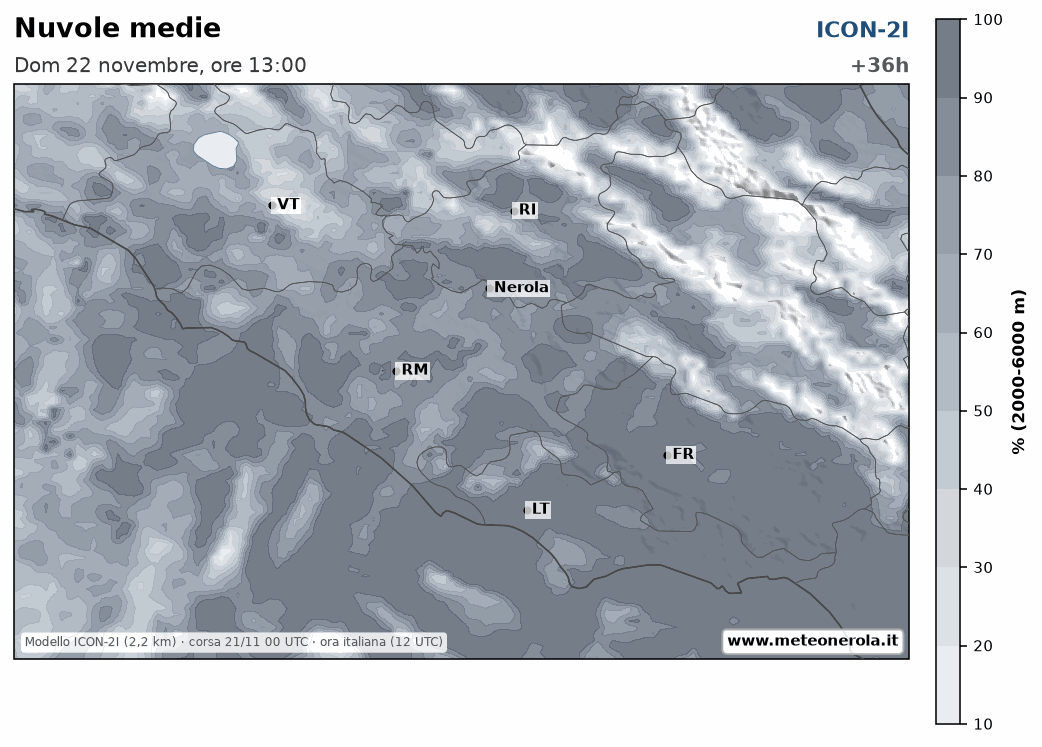 Nuvole medie
ICON-2I
Dom 22 novembre, ore 13:00
+36h
VT
RI
Nerola
RM
FR
LT
Modello ICON-2I (2,2 km) · corsa 21/11 00 UTC · ora italiana (12 UTC)
www.meteonerola.it
100
90
80
70
60
50
40
30
20
10
% (2000-6000 m)